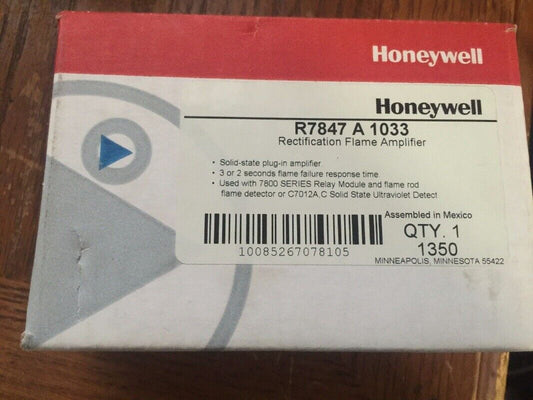 Honeywell
Honeywell
R7847 A 1033
Rectification Flame Amplifier
• Solid-state plug-in amplifier
• 3 or 2 seconds flame failure response time
• Used with 7800 SERIES Relay Module and flame rod
flame detector or C7012A,C Solid State Ultraviolet Detect
Assembled in Mexico
QTY. 1
1350
10085267078105
MINNEAPOLIS, MINNESOTA 55422